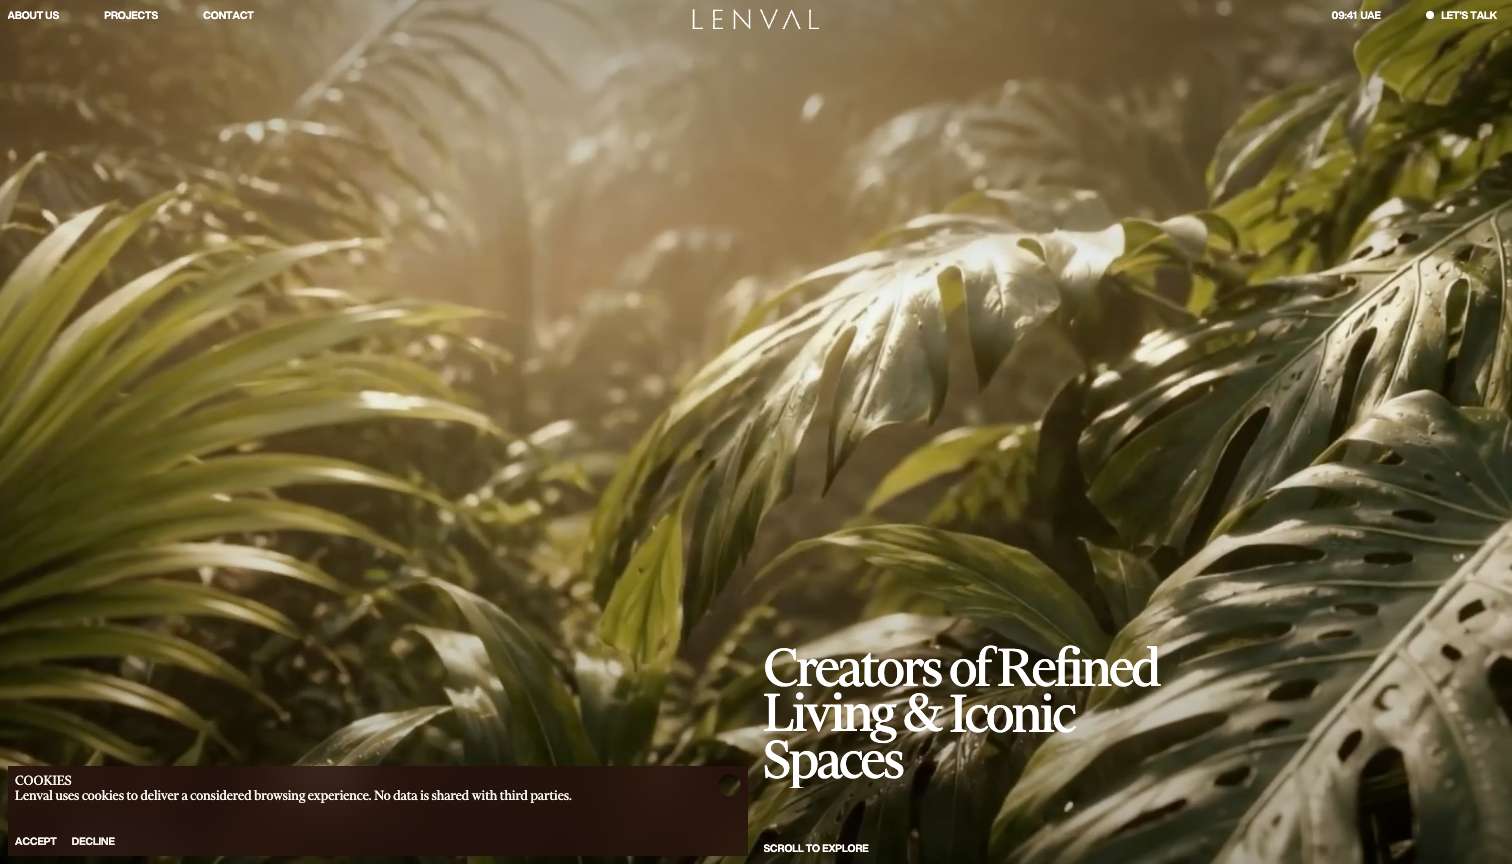 ABOUT US
PROJECTS
CONTACT
LENVAL
09:41 UAE
LET'S TALK
Creators of Refined
Living & Iconic
Spaces
COOKIES
Lenval uses cookies to deliver a considered browsing experience. No data is shared with third parties.
ACCEPT
DECLINE
SCROLL TO EXPLORE